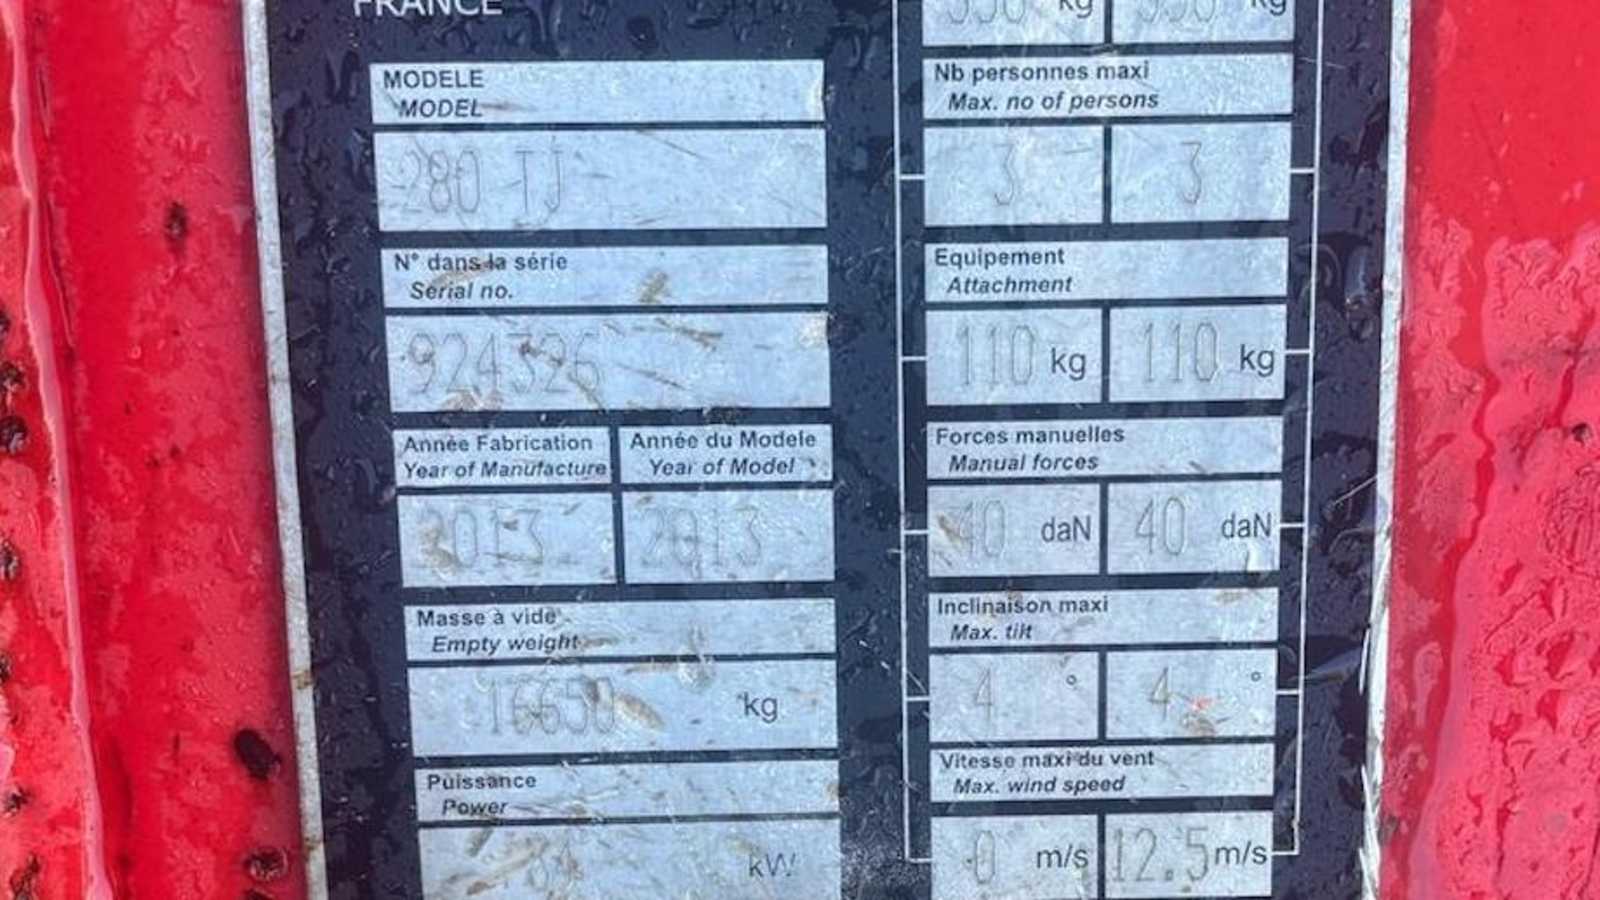 FRANCE
MODELE
MODEL
280 TJ
N° dans la série
Serial no.
924326
Année Fabrication
Year of Manufacture
2013
Année du Modele
Year of Model
2013
Masse à vide
Empty weight
16650 kg
Puissance
Power
kW
kg kg
Nb personnes maxi
Max. no of persons
3 3
Equipement
Attachment
110 kg 110 kg
Forces manuelles
Manual forces
40 daN 40 daN
Inclinaison maxi
Max. tilt
4 ° 4 °
Vitesse maxi du vent
Max. wind speed
0 m/s 12.5 m/s